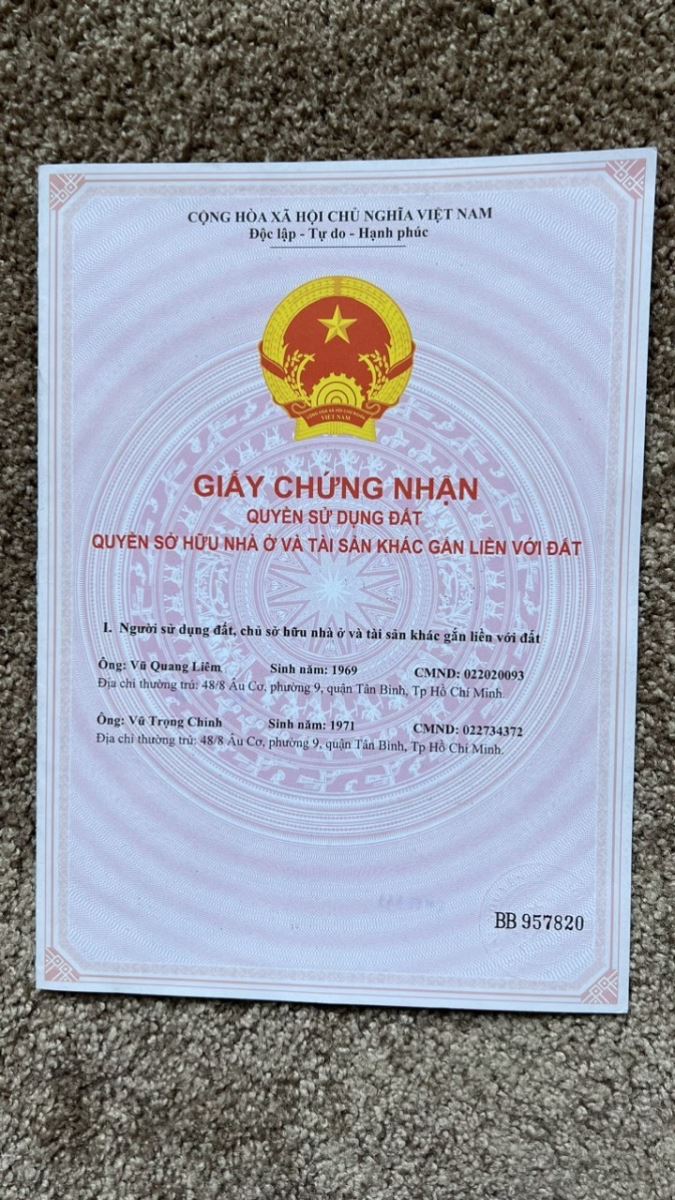 CỘNG HÒA XÃ HỘI CHỦ NGHĨA VIỆT NAM
Độc lập - Tự do - Hạnh phúc
CỘNG HÒA XÃ HỘI CHỦ NGHĨA
VIỆT NAM
GIẤY CHỨNG NHẬN
QUYỀN SỬ DỤNG ĐẤT
QUYỀN SỞ HỮU NHÀ Ở VÀ TÀI SẢN KHÁC GẮN LIỀN VỚI ĐẤT
I. Người sử dụng đất, chủ sở hữu nhà ở và tài sản khác gắn liền với đất
Ông: Vũ Quang Liêm Sinh năm: 1969 CMND: 022020093
Địa chỉ thường trú: 48/8 Âu Cơ, phường 9, quận Tân Bình, Tp Hồ Chí Minh.
Ông: Vũ Trọng Chinh Sinh năm: 1971 CMND: 022734372
Địa chỉ thường trú: 48/8 Âu Cơ, phường 9, quận Tân Bình, Tp Hồ Chí Minh.
BB 957820